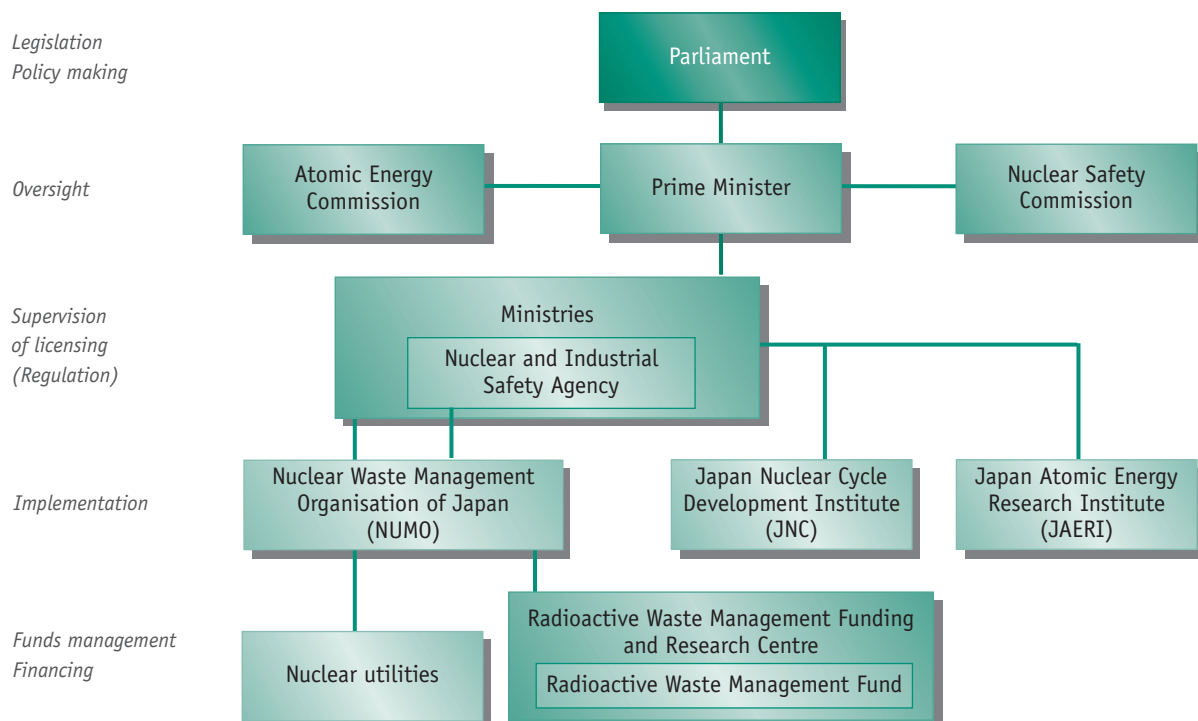 Legislation
Policy making
Parliament
Oversight
Atomic Energy
Commission
Prime Minister
Nuclear Safety
Commission
Supervision
of licensing
(Regulation)
Ministries
Nuclear and Industrial
Safety Agency
Implementation
Nuclear Waste Management
Organisation of Japan
(NUMO)
Japan Nuclear Cycle
Development Institute
(JNC)
Japan Atomic Energy
Research Institute
(JAERI)
Funds management
Financing
Nuclear utilities
Radioactive Waste Management Funding
and Research Centre
Radioactive Waste Management Fund